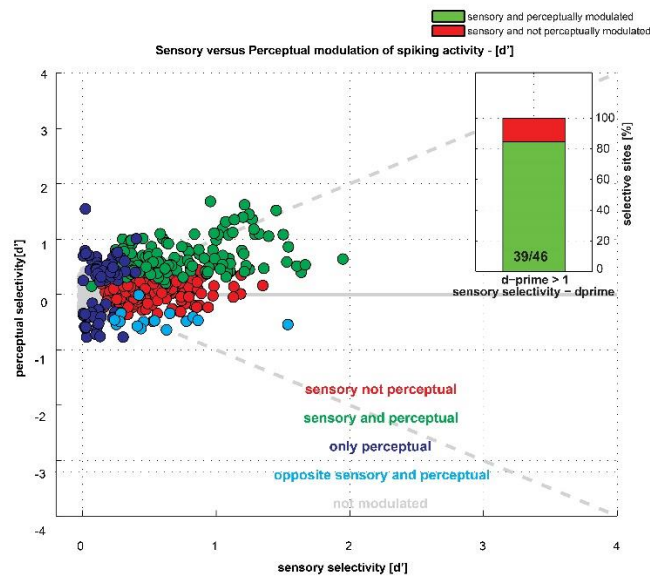 sensory and perceptually modulated
sensory and not perceptually modulated
Sensory versus Perceptual modulation of spiking activity - [d']
4
3
2
1
0
-1
-2
-3
-4
perceptual selectivity[d']
100
80
60
40
20
0
selective sites [%]
39/46
d-prime > 1
sensory selectivity - dprime
sensory not perceptual
sensory and perceptual
only perceptual
opposite sensory and perceptual
not modulated
0
1
2
3
4
sensory selectivity [d']